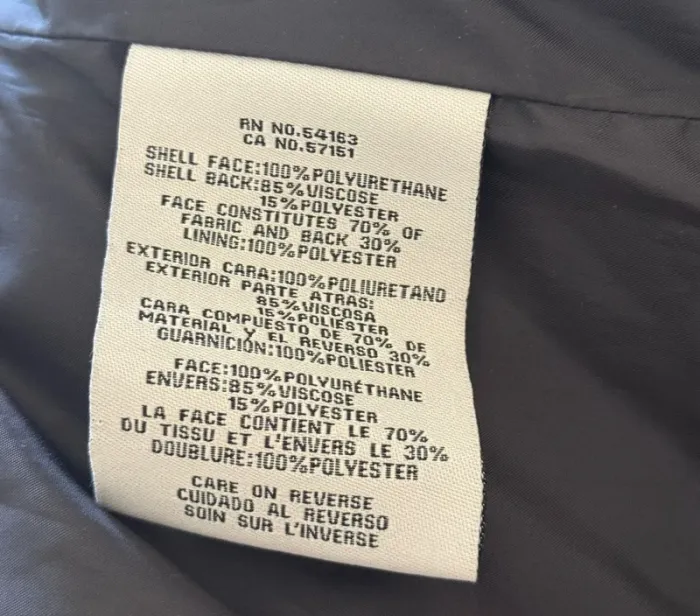 RN NO.54163
CA NO.57151
SHELL FACE:100%POLYURETHANE
SHELL BACK:85%VISCOSE
15%POLYESTER
FACE CONSTITUTES 70% OF
FABRIC AND BACK 30%
LINING:100%POLYESTER
EXTERIOR CARA:100%POLIURETANO
EXTERIOR PARTE ATRAS:
85%VISCOSA
15%POLIÉSTER
CARA COMPUESTO DE 70% DE
MATERIAL Y EL REVERSO 30%
GUARNICIÓN:100%POLIESTER
FACE:100%POLYURÉTHANE
ENVERS:85%VISCOSE
15%POLYESTER
LA FACE CONTIENT LE 70%
DU TISSU ET L'ENVERS LE 30%
DOUBLURE:100%POLYESTER
CARE ON REVERSE
CUIDADO AL REVERSO
SOIN SUR L'INVERSE